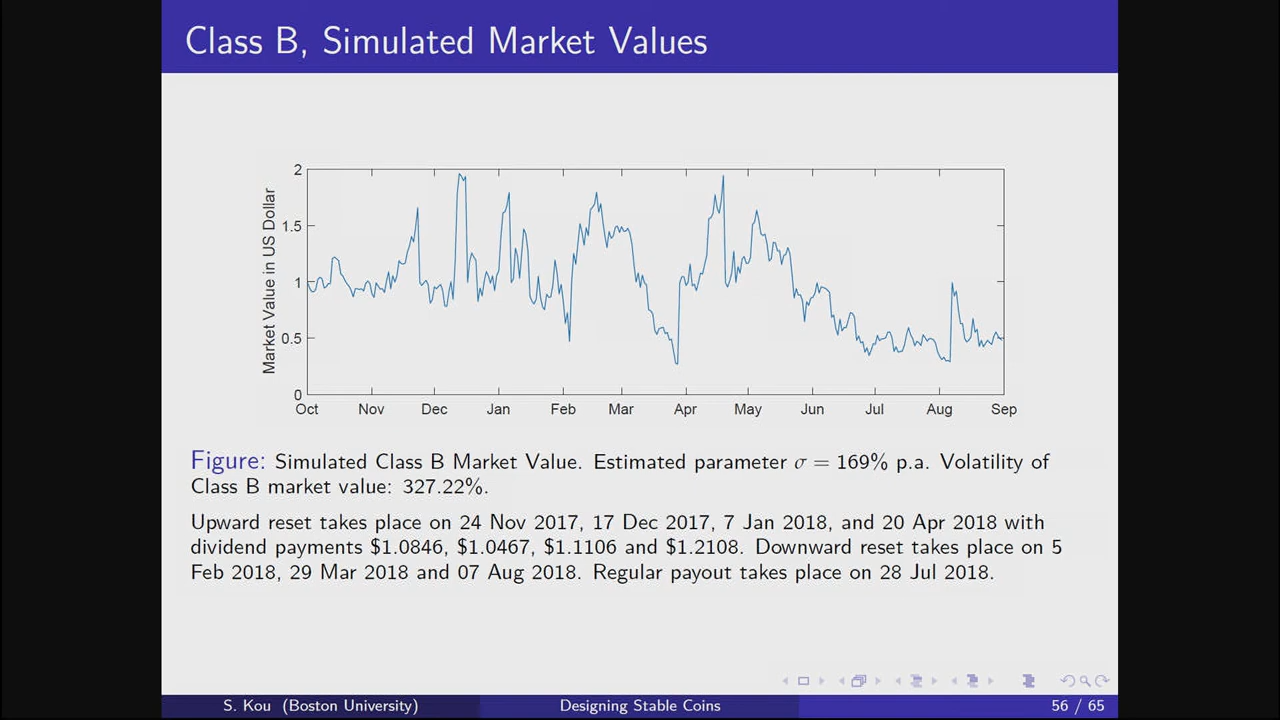 Class B, Simulated Market Values
2
1.5
1
0.5
0
Market Value in US Dollar
Oct Nov Dec Jan Feb Mar Apr May Jun Jul Aug Sep
Figure: Simulated Class B Market Value. Estimated parameter σ = 169% p.a. Volatility of
Class B market value: 327.22%.
Upward reset takes place on 24 Nov 2017, 17 Dec 2017, 7 Jan 2018, and 20 Apr 2018 with
dividend payments $1.0846, $1.0467, $1.1106 and $1.2108. Downward reset takes place on 5
Feb 2018, 29 Mar 2018 and 07 Aug 2018. Regular payout takes place on 28 Jul 2018.
S. Kou (Boston University) Designing Stable Coins 56 / 65